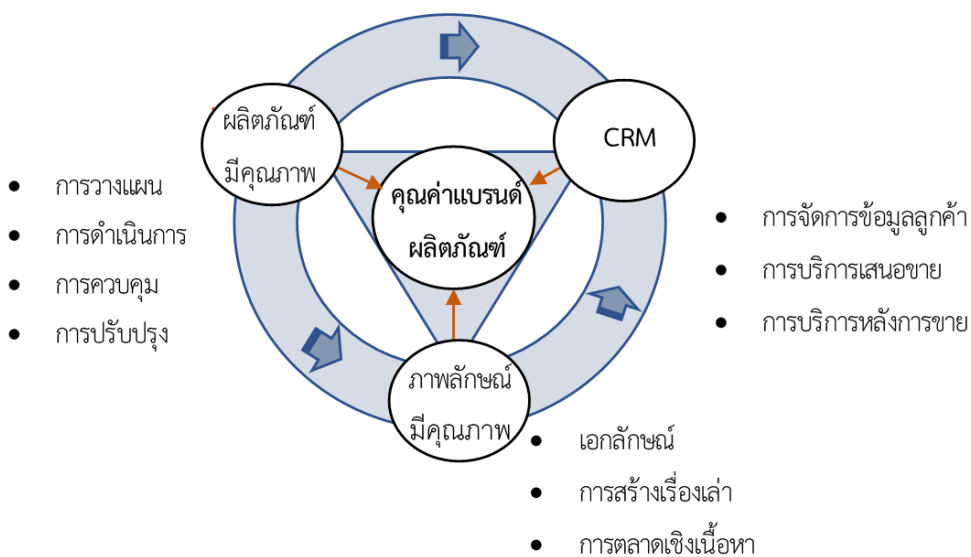 ผลิตภัณฑ์
มีคุณภาพ
CRM
คุณค่าแบรนด์
ผลิตภัณฑ์
• การวางแผน
• การดำเนินการ
• การควบคุม
• การปรับปรุง
• การจัดการข้อมูลลูกค้า
• การบริการเสนอขาย
• การบริการหลังการขาย
ภาพลักษณ์
มีคุณภาพ
• เอกลักษณ์
• การสร้างเรื่องเล่า
• การตลาดเชิงเนื้อหา